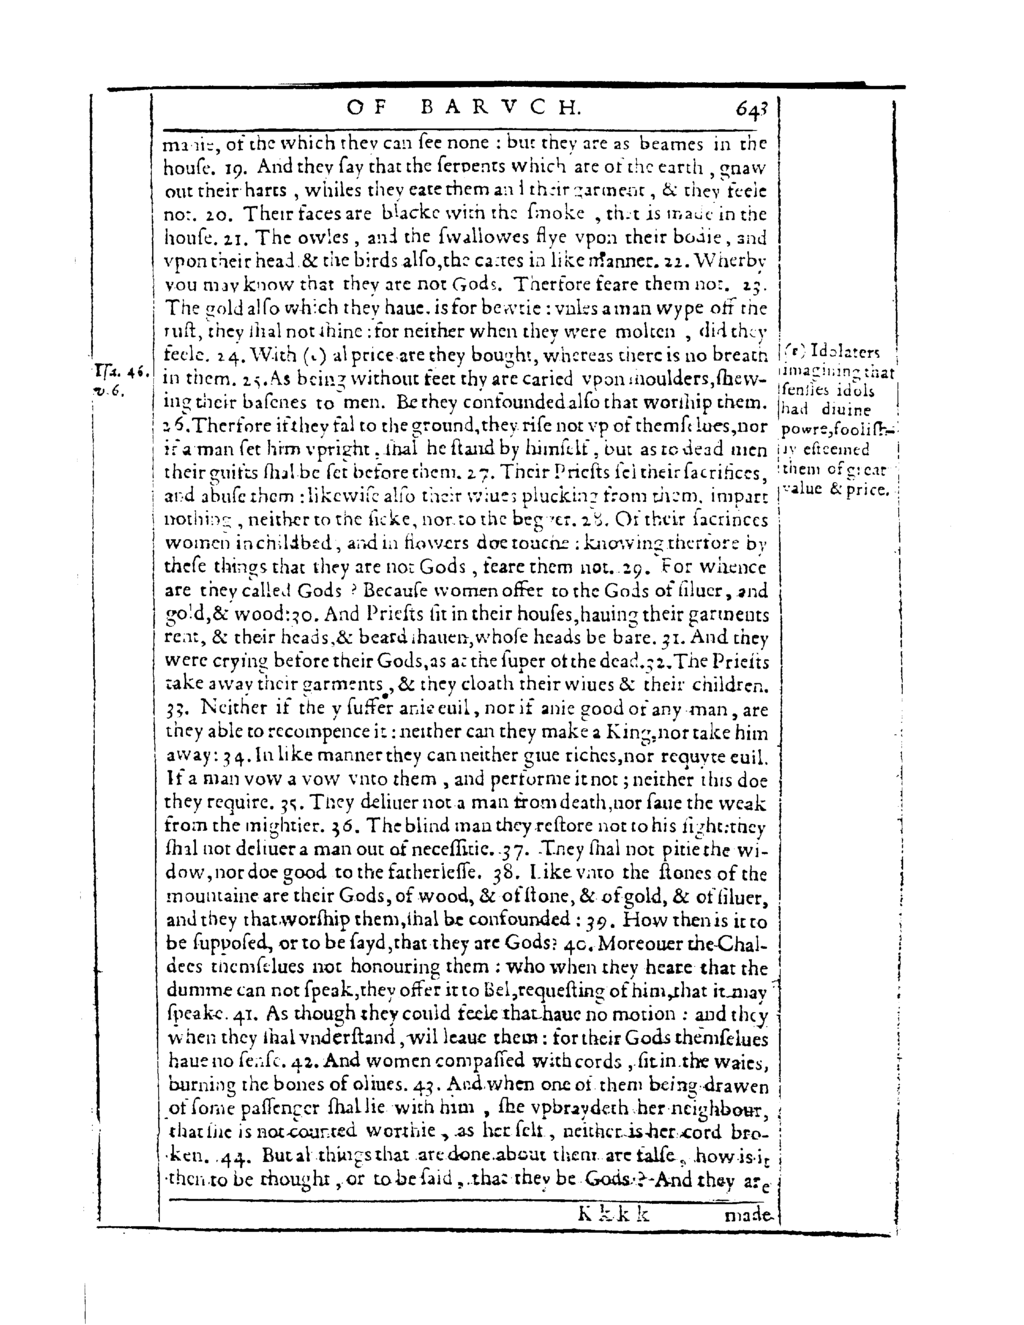 OF BARVCH. 643
manie, of the which they can ſee none : but they are as beames in the
houſe. 19. And they ſay that the ſerpents which are of the earth , gnaw
out their harts , whiles they eate them and their garment , & they feele
not. 20. Their faces are blacke with the ſmoke , that is made in the
houſe. 21. The owles , and the ſwallowes flye vpon their bodie , and
vpon their head & the birds alſo,the cattes in like manner. 22. Wherby
you may know that they are not Gods. Therfore feare them not. 23.
The gold alſo which they haue. is for bewtie : vnles a man wype off the
ruſt, they ſhal not ſhine : for neither when they were molten , did they
feele. 24. With (r) al price are they bought, whereas there is no breath
in them. 25. As being without feet thy are caried vpon shoulders,ſhew-
ing their baſenes to men. Be they confounded alſo that worſhip them.
26. Therfore if they fal to the ground,they riſe not vp of themſelues,nor
if a man ſet him vpright , ſhal he ſtand by himſelf , but as to dead men
their guifts ſhal be ſet before them. 27. Their Prieſts ſel their ſacrifices,
and abuſe them : likewiſe alſo their wiues plucking from them, impart
nothing , neither to the ſicke, nor to the begger. 28. Of their ſacrifices
women in childbed , and in flowers doe touche : knowing therfore by
theſe things that they are not Gods , feare them not. 29. For whence
are they called Gods ? Becauſe women offer to the Gods of ſiluer, and
gold,& wood:30. And Prieſts ſit in their houſes,hauing their garments
rent, & their heads,& beard ſhauen,whoſe heads be bare. 31. And they
were crying before their Gods,as at the ſuper of the dead.32.The Prieſts
take away their garments , & they cloath their wiues & their children.
33. Neither if the y ſuffer anie euil , nor if anie good of any man , are
they able to recompence it : neither can they make a King,nor take him
away: 34. In like manner they can neither giue riches,nor requyte euil.
If a man vow a vow vnto them , and performe it not ; neither this doe
they require. 35. They deliuer not a man from death,nor ſaue the weak
from the mightier. 36. The blind man they reſtore not to his ſight:they
ſhal not deliuer a man out of neceſſitie. 37. They ſhal not pitie the wi-
dow,nor doe good to the fatherleſſe. 38. Like vnto the ſtones of the
mountaine are their Gods, of wood, & of ſtone, & of gold, & of ſiluer,
and they that worſhip them,ſhal be confounded : 39. How then is it to
be ſuppoſed, or to be ſayd,that they are Gods? 40. Moreouer the Chal-
dees themſelues not honouring them : who when they heare that the
dumme can not ſpeak,they offer it to Bel,requeſting of him,that it may
ſpeake. 41. As though they could feele that haue no motion : and they
when they ſhal vnderſtand , wil leaue them : for their Gods themſelues
haue no ſenſe. 42. And women compaſſed with cords , ſit in the waies,
burning the bones of oliues. 43. And when one of them being drawen
of ſome paſſenger ſhal lie with him , ſhe vpbraydeth her neighbour,
that ſhe is not counted worthie , as her ſelf , neither is her cord bro-
ken. 44. But al things that are done about them are falſe , how is it
then to be thought , or to be ſaid , that they be Gods ? And they are
K k k k made
Iſa. 46.
v. 6.
(r) Idolaters
imagining that
ſenſles idols
had diuine
powre,fooliſh-
ly eſteemed
them of great
value & price.